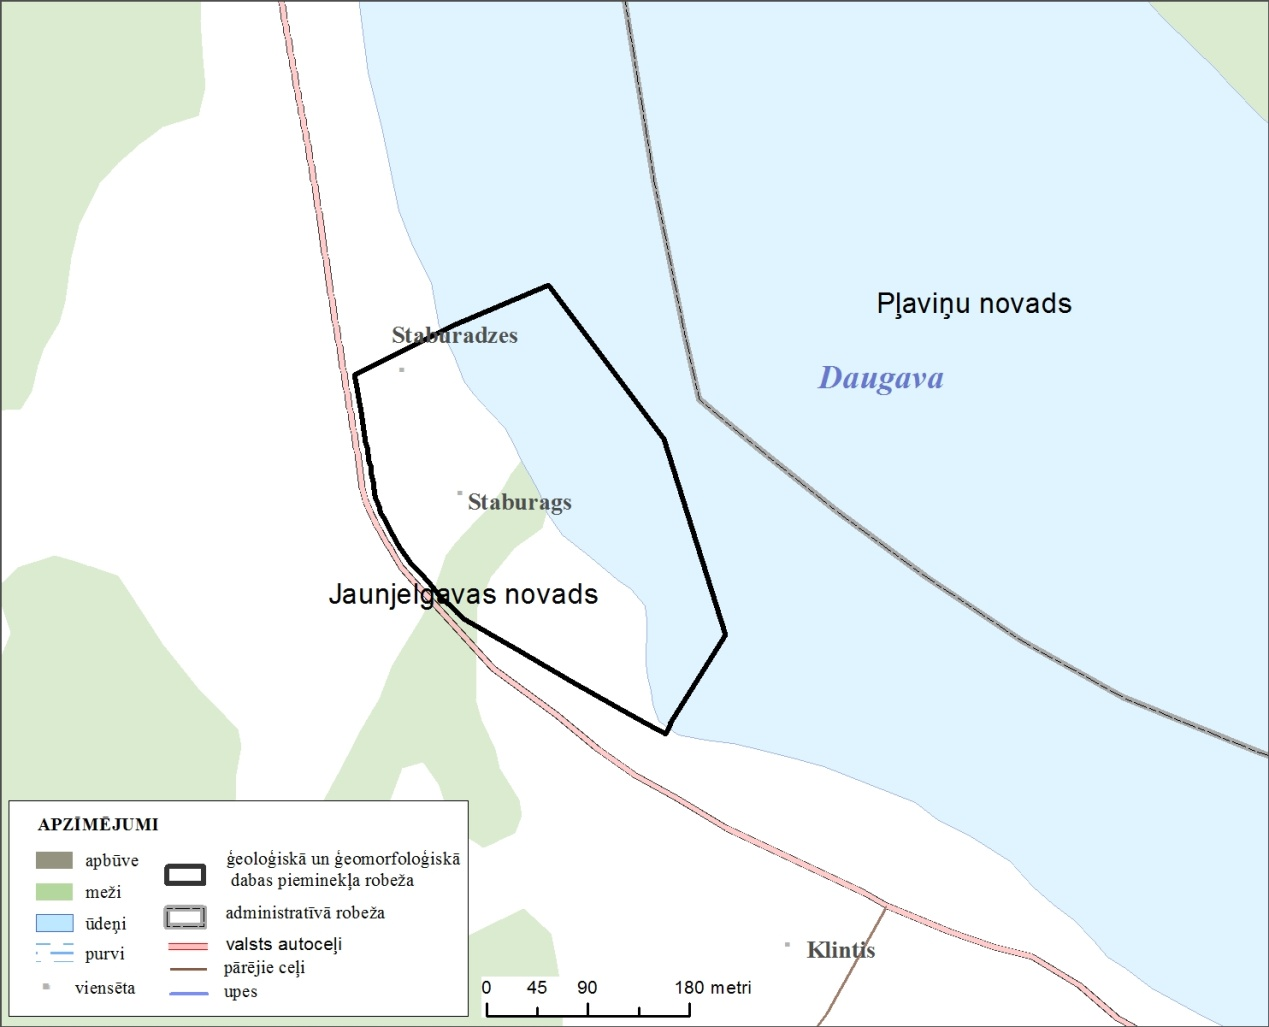 Pļaviņu novads
Staburadzes
Daugava
Staburags
Jaunjelgavas novads
APZĪMĒJUMI
apbūve
meži
ūdeņi
purvi
viensēta
ģeoloģiskā un ģeomorfoloģiskā
dabas pieminekļa robeža
administratīvā robeža
valsts autoceļi
pārējie ceļi
upes
Klintis
0 45 90 180 metri